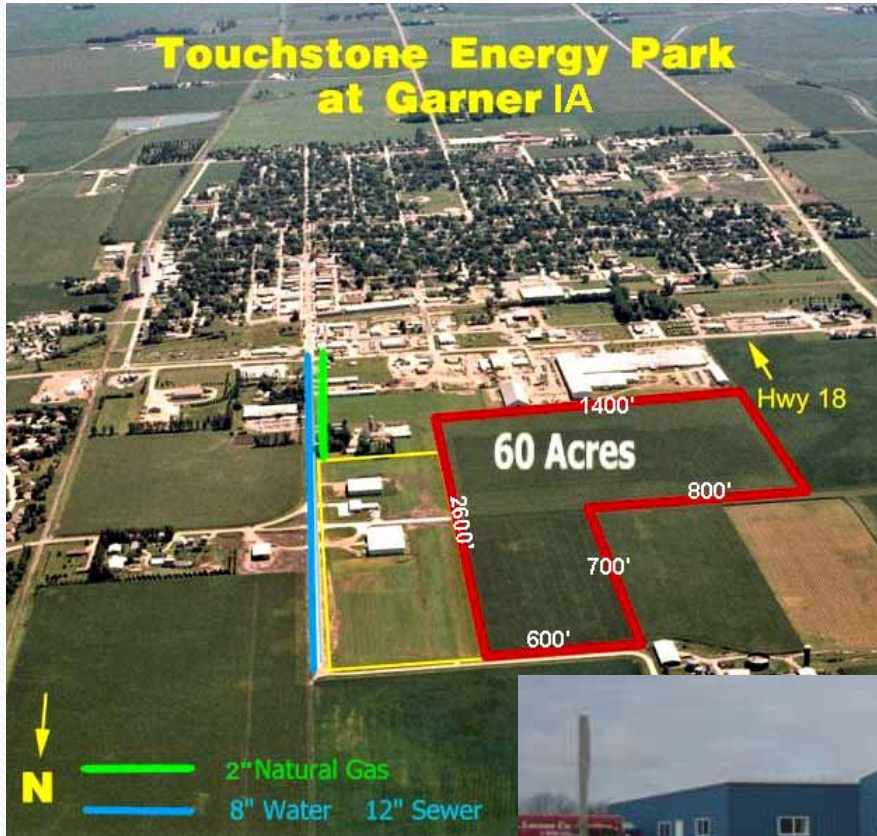 Touchstone Energy Park
at Garner IA
Hwy 18
1400'
60 Acres
800'
2600'
700'
600'
N
2" Natural Gas
8" Water 12" Sewer